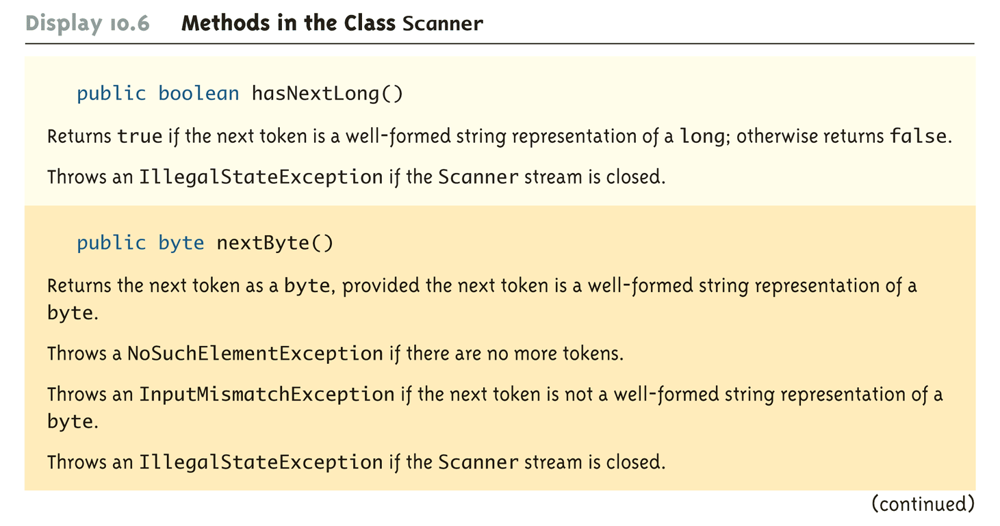 Display 10.6 Methods in the Class Scanner
public boolean hasNextLong()
Returns true if the next token is a well-formed string representation of a long; otherwise returns false.
Throws an IllegalStateException if the Scanner stream is closed.
public byte nextByte()
Returns the next token as a byte, provided the next token is a well-formed string representation of a
byte.
Throws a NoSuchElementException if there are no more tokens.
Throws an InputMismatchException if the next token is not a well-formed string representation of a
byte.
Throws an IllegalStateException if the Scanner stream is closed.
(continued)